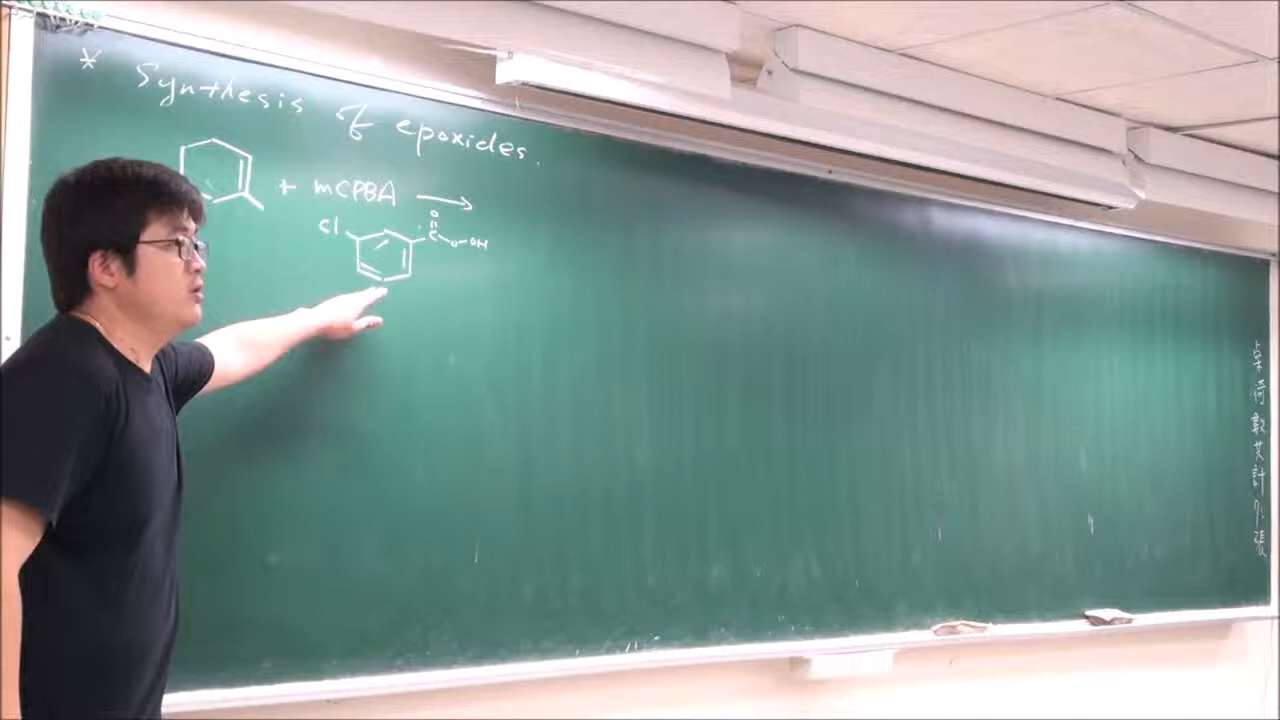 * Synthesis of epoxides.
+ mCPBA →
Cl
O
C
O-OH